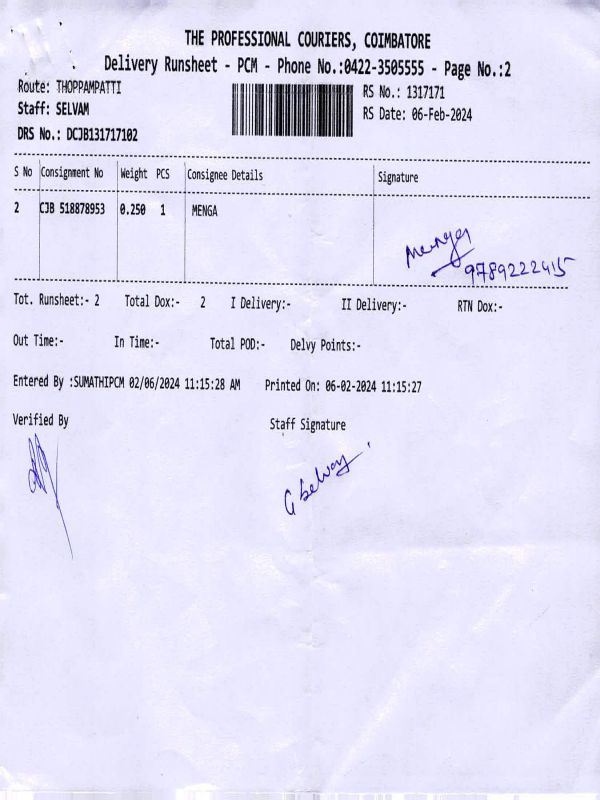 THE PROFESSIONAL COURIERS, COIMBATORE
Delivery Runsheet - PCM - Phone No.:0422-3505555 - Page No.:2
Route: THOPPAMPATTI RS No.: 1317171
Staff: SELVAM RS Date: 06-Feb-2024
DRS No.: DCJB131717102
S No Consignment No Weight PCS Consignee Details Signature
2 CJB 518878953 0.250 1 MENGA
Menga
9789222415
Tot. Runsheet:- 2 Total Dox:- 2 I Delivery:- II Delivery:- RTN Dox:-
Out Time:- In Time:- Total POD:- Delvy Points:-
Entered By :SUMATHIPCM 02/06/2024 11:15:28 AM Printed On: 06-02-2024 11:15:27
Verified By Staff Signature
G Selvam